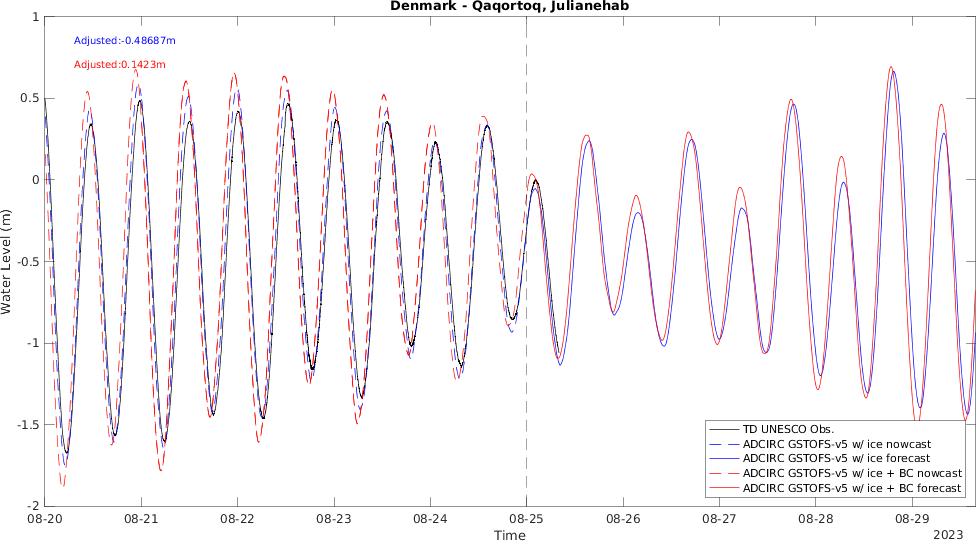 Denmark - Qaqortoq, Julianehab
Adjusted:-0.48687m
Adjusted:0.1423m
Water Level (m)
1
0.5
0
-0.5
-1
-1.5
-2
TD UNESCO Obs.
ADCIRC GSTOFS-v5 w/ ice nowcast
ADCIRC GSTOFS-v5 w/ ice forecast
ADCIRC GSTOFS-v5 w/ ice + BC nowcast
ADCIRC GSTOFS-v5 w/ ice + BC forecast
08-20 08-21 08-22 08-23 08-24 08-25 08-26 08-27 08-28 08-29
Time
2023